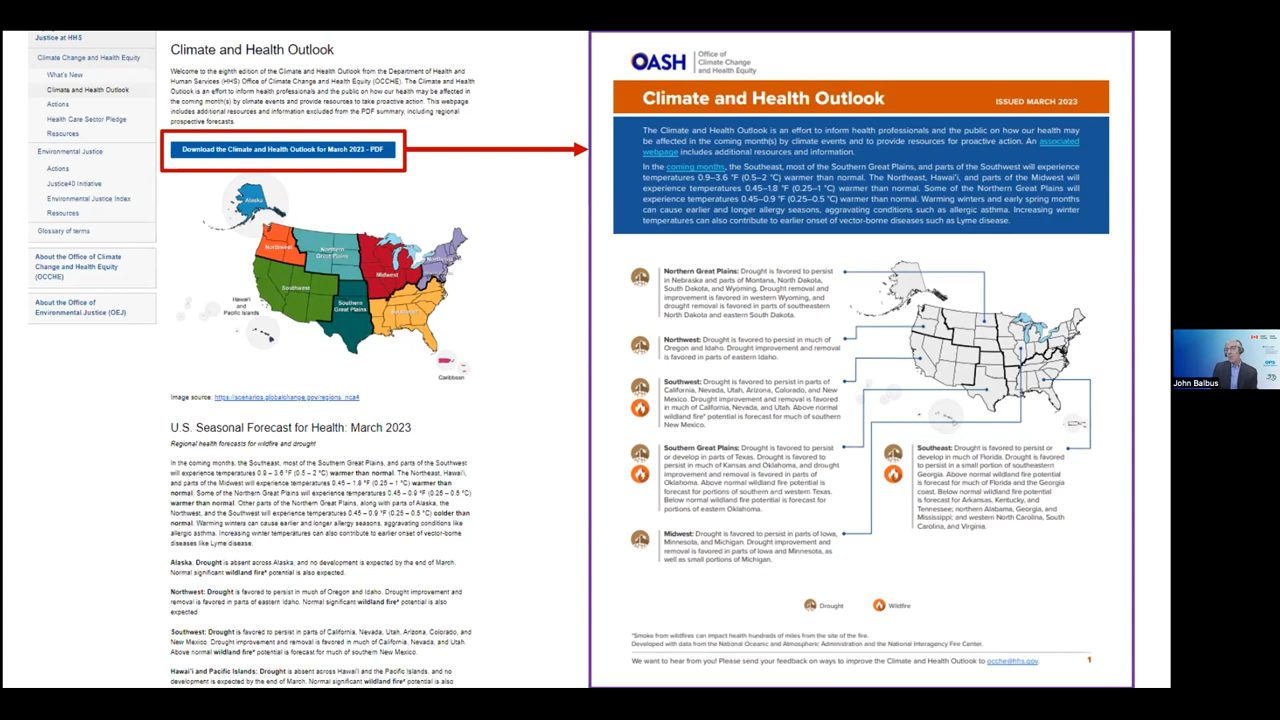 Justice at HHS
Climate Change and Health Equity
What's New
Climate and Health Outlook
Actions
Health Care Sector Pledge
Resources
Environmental Justice
Actions
Justice40 Initiative
Environmental Justice Index
Resources
Glossary of terms
About the Office of Climate
Change and Health Equity
(OCCHE)
About the Office of
Environmental Justice (OEJ)
Climate and Health Outlook
Welcome to the eighth edition of the Climate and Health Outlook from the Department of Health and
Human Services (HHS) Office of Climate Change and Health Equity (OCCHE). The Climate and Health
Outlook is an effort to inform health professionals and the public on how our health may be affected in
the coming month(s) by climate events and provide resources to take proactive action. This webpage
includes additional resources and information excluded from the PDF summary, including regional
prospective forecasts.
Download the Climate and Health Outlook for March 2023 - PDF
Alaska
Northwest
Northern
Great Plains
Midwest
Northeast
Southwest
Southern
Great Plains
Southeast
Hawai'i
and
Pacific Islands
Caribbean
Image source: https://scenarios.globalchange.gov/regions_nca4
U.S. Seasonal Forecast for Health: March 2023
Regional health forecasts for wildfire and drought
In the coming months, the Southeast, most of the Southern Great Plains, and parts of the Southwest
will experience temperatures 0.9 – 3.6 °F (0.5 – 2 °C) warmer than normal. The Northeast, Hawai'i,
and parts of the Midwest will experience temperatures 0.45 - 1.8 °F (0.25 – 1 °C) warmer than
normal. Some of the Northern Great Plains will experience temperatures 0.45 - 0.9 °F (0.25 – 0.5 °C)
warmer than normal. Other parts of the Northern Great Plains, along with parts of Alaska, the
Northwest, and the Southwest will experience temperatures 0.45 – 0.9 °F (0.25 – 0.5 °C) colder than
normal. Warming winters can cause earlier and longer allergy seasons, aggravating conditions like
allergic asthma. Increasing winter temperatures can also contribute to earlier onset of vector-borne
diseases like Lyme disease.
Alaska: Drought is absent across Alaska, and no development is expected by the end of March.
Normal significant wildland fire* potential is also expected.
Northwest: Drought is favored to persist in much of Oregon and Idaho. Drought improvement and
removal is favored in parts of eastern Idaho. Normal significant wildland fire* potential is also
expected.
Southwest: Drought is favored to persist in parts of California, Nevada, Utah, Arizona, Colorado, and
New Mexico. Drought improvement and removal is favored in much of California, Nevada, and Utah.
Above normal wildland fire* potential is forecast for much of southern New Mexico.
Hawai'i and Pacific Islands: Drought is absent across Hawai'i and the Pacific Islands, and no
development is expected by the end of March. Normal significant wildland fire* potential is also
OASH
Office of
Climate Change
and Health Equity
Climate and Health Outlook
ISSUED MARCH 2023
The Climate and Health Outlook is an effort to inform health professionals and the public on how our health may
be affected in the coming month(s) by climate events and to provide resources for proactive action. An associated
webpage includes additional resources and information.
In the coming months, the Southeast, most of the Southern Great Plains, and parts of the Southwest will experience
temperatures 0.9–3.6 °F (0.5–2 °C) warmer than normal. The Northeast, Hawai'i, and parts of the Midwest will
experience temperatures 0.45–1.8 °F (0.25–1 °C) warmer than normal. Some of the Northern Great Plains will
experience temperatures 0.45–0.9 °F (0.25–0.5 °C) warmer than normal. Warming winters and early spring months
can cause earlier and longer allergy seasons, aggravating conditions such as allergic asthma. Increasing winter
temperatures can also contribute to earlier onset of vector-borne diseases such as Lyme disease.
Northern Great Plains: Drought is favored to persist
in Nebraska and parts of Montana, North Dakota,
South Dakota, and Wyoming. Drought removal and
improvement is favored in western Wyoming, and
drought removal is favored in parts of southeastern
North Dakota and eastern South Dakota.
Northwest: Drought is favored to persist in much of
Oregon and Idaho. Drought improvement and removal
is favored in parts of eastern Idaho.
Southwest: Drought is favored to persist in parts of
California, Nevada, Utah, Arizona, Colorado, and New
Mexico. Drought improvement and removal is favored
in much of California, Nevada, and Utah. Above normal
wildland fire* potential is forecast for much of southern
New Mexico.
Southern Great Plains: Drought is favored to persist
or develop in parts of Texas. Drought is favored to
persist in much of Kansas and Oklahoma, and drought
improvement and removal is favored in parts of
Oklahoma. Above normal wildland fire potential is
forecast for portions of southern and western Texas.
Below normal wildland fire potential is forecast for
portions of eastern Oklahoma.
Midwest: Drought is favored to persist in parts of Iowa,
Minnesota, and Michigan. Drought improvement and
removal is favored in parts of Iowa and Minnesota, as
well as small portions of Michigan.
Southeast: Drought is favored to persist or
develop in much of Florida. Drought is favored
to persist in a small portion of southeastern
Georgia. Above normal wildland fire potential
is forecast for much of Florida and the Georgia
coast. Below normal wildland fire potential
is forecast for Arkansas, Kentucky, and
Tennessee; northern Alabama, Georgia, and
Mississippi; and western North Carolina, South
Carolina, and Virginia.
Drought
Wildfire
*Smoke from wildfires can impact health hundreds of miles from the site of the fire.
Developed with data from the National Oceanic and Atmospheric Administration and the National Interagency Fire Center.
We want to hear from you! Please send your feedback on ways to improve the Climate and Health Outlook to ocche@hhs.gov.
1
John Balbus